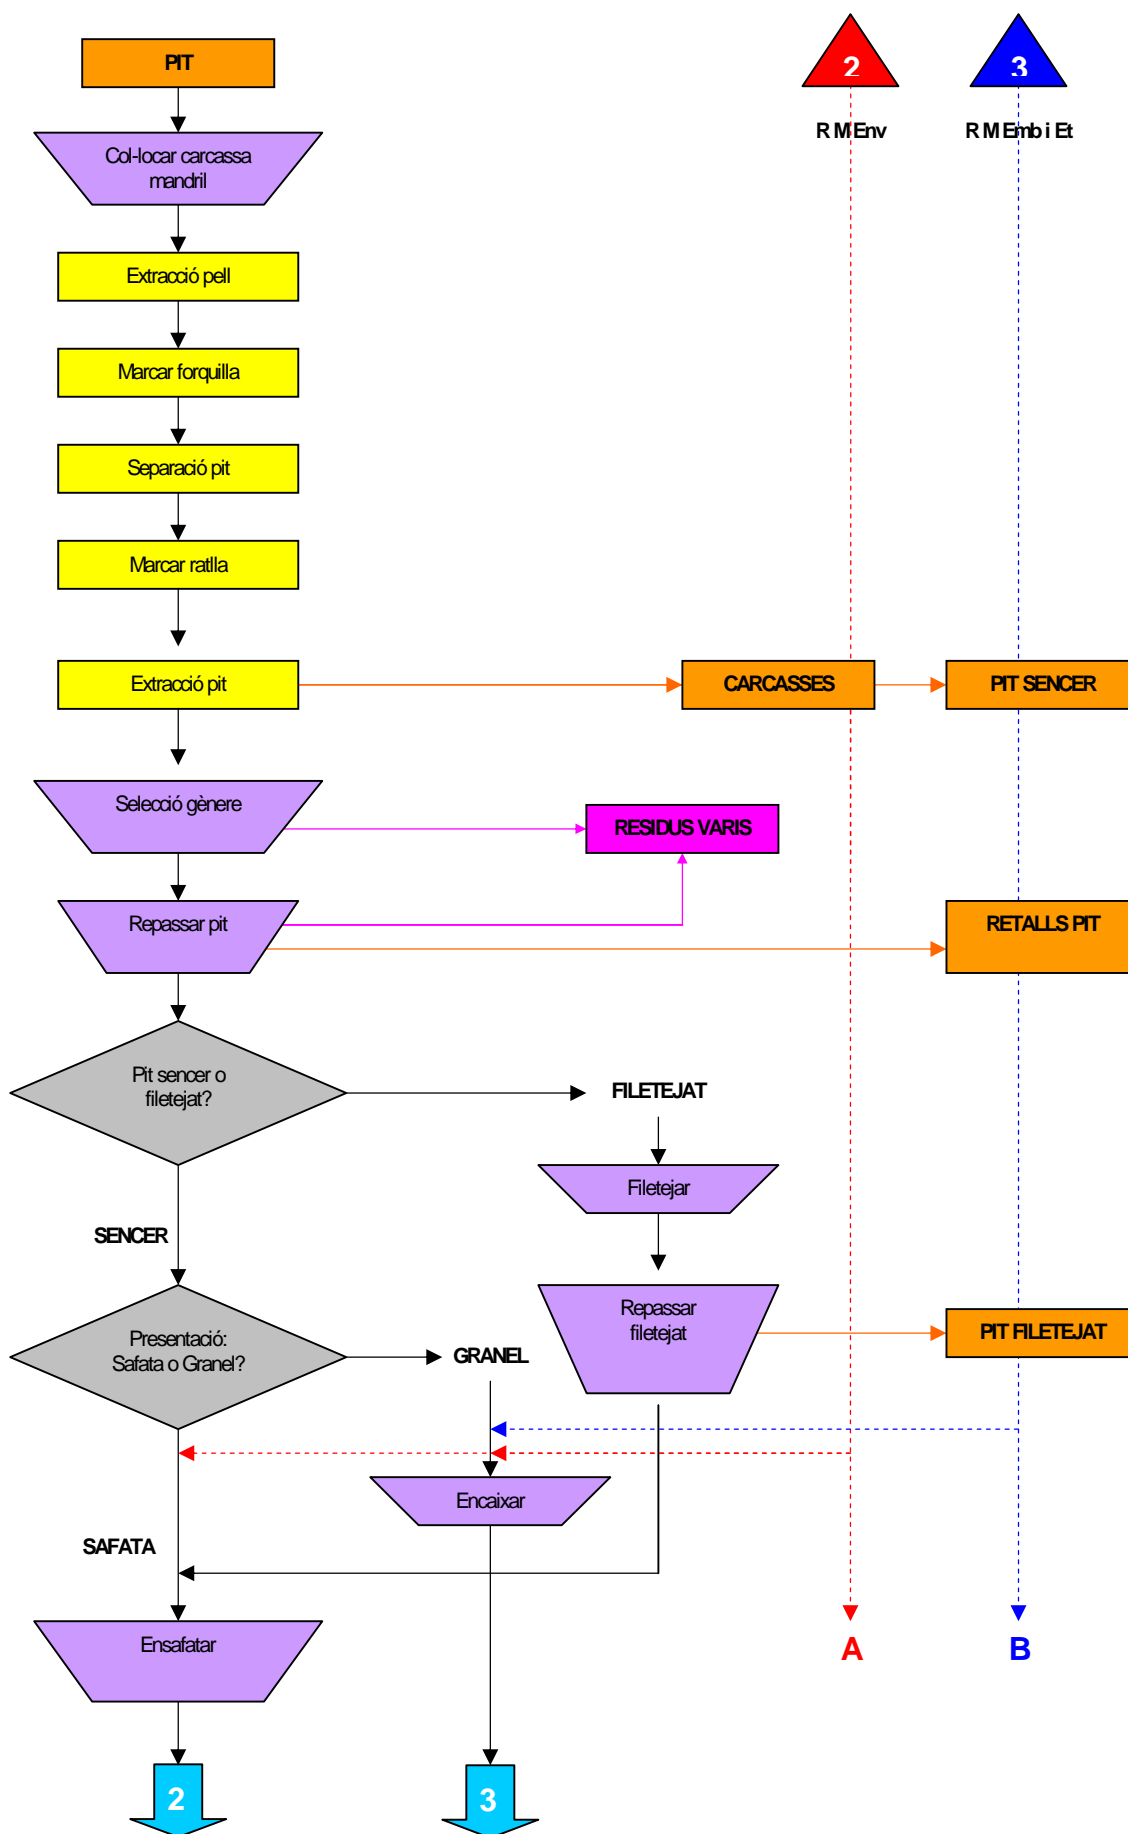 PIT
2
3
R M Env
R M Emb i Et
Col-locar carcassa
mandril
Extracció pell
Marcar forquilla
Separació pit
Marcar ratlla
Extracció pit
CARCASSES
PIT SENCER
Selecció gènere
RESIDUS VARIS
Repassar pit
RETALLS PIT
Pit sencer o
filetejat?
FILETEJAT
Filetejar
SENCER
Repassar
filetejat
PIT FILETEJAT
Presentació:
Safata o Granel?
GRANEL
Encaixar
SAFATA
Ensafatar
A
B
2
3